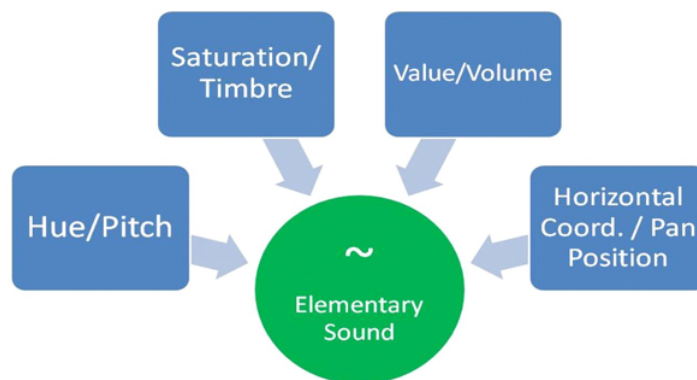 Saturation/
Timbre
Value/Volume
Hue/Pitch
Horizontal
Coord. / Pan
Position
~
Elementary
Sound